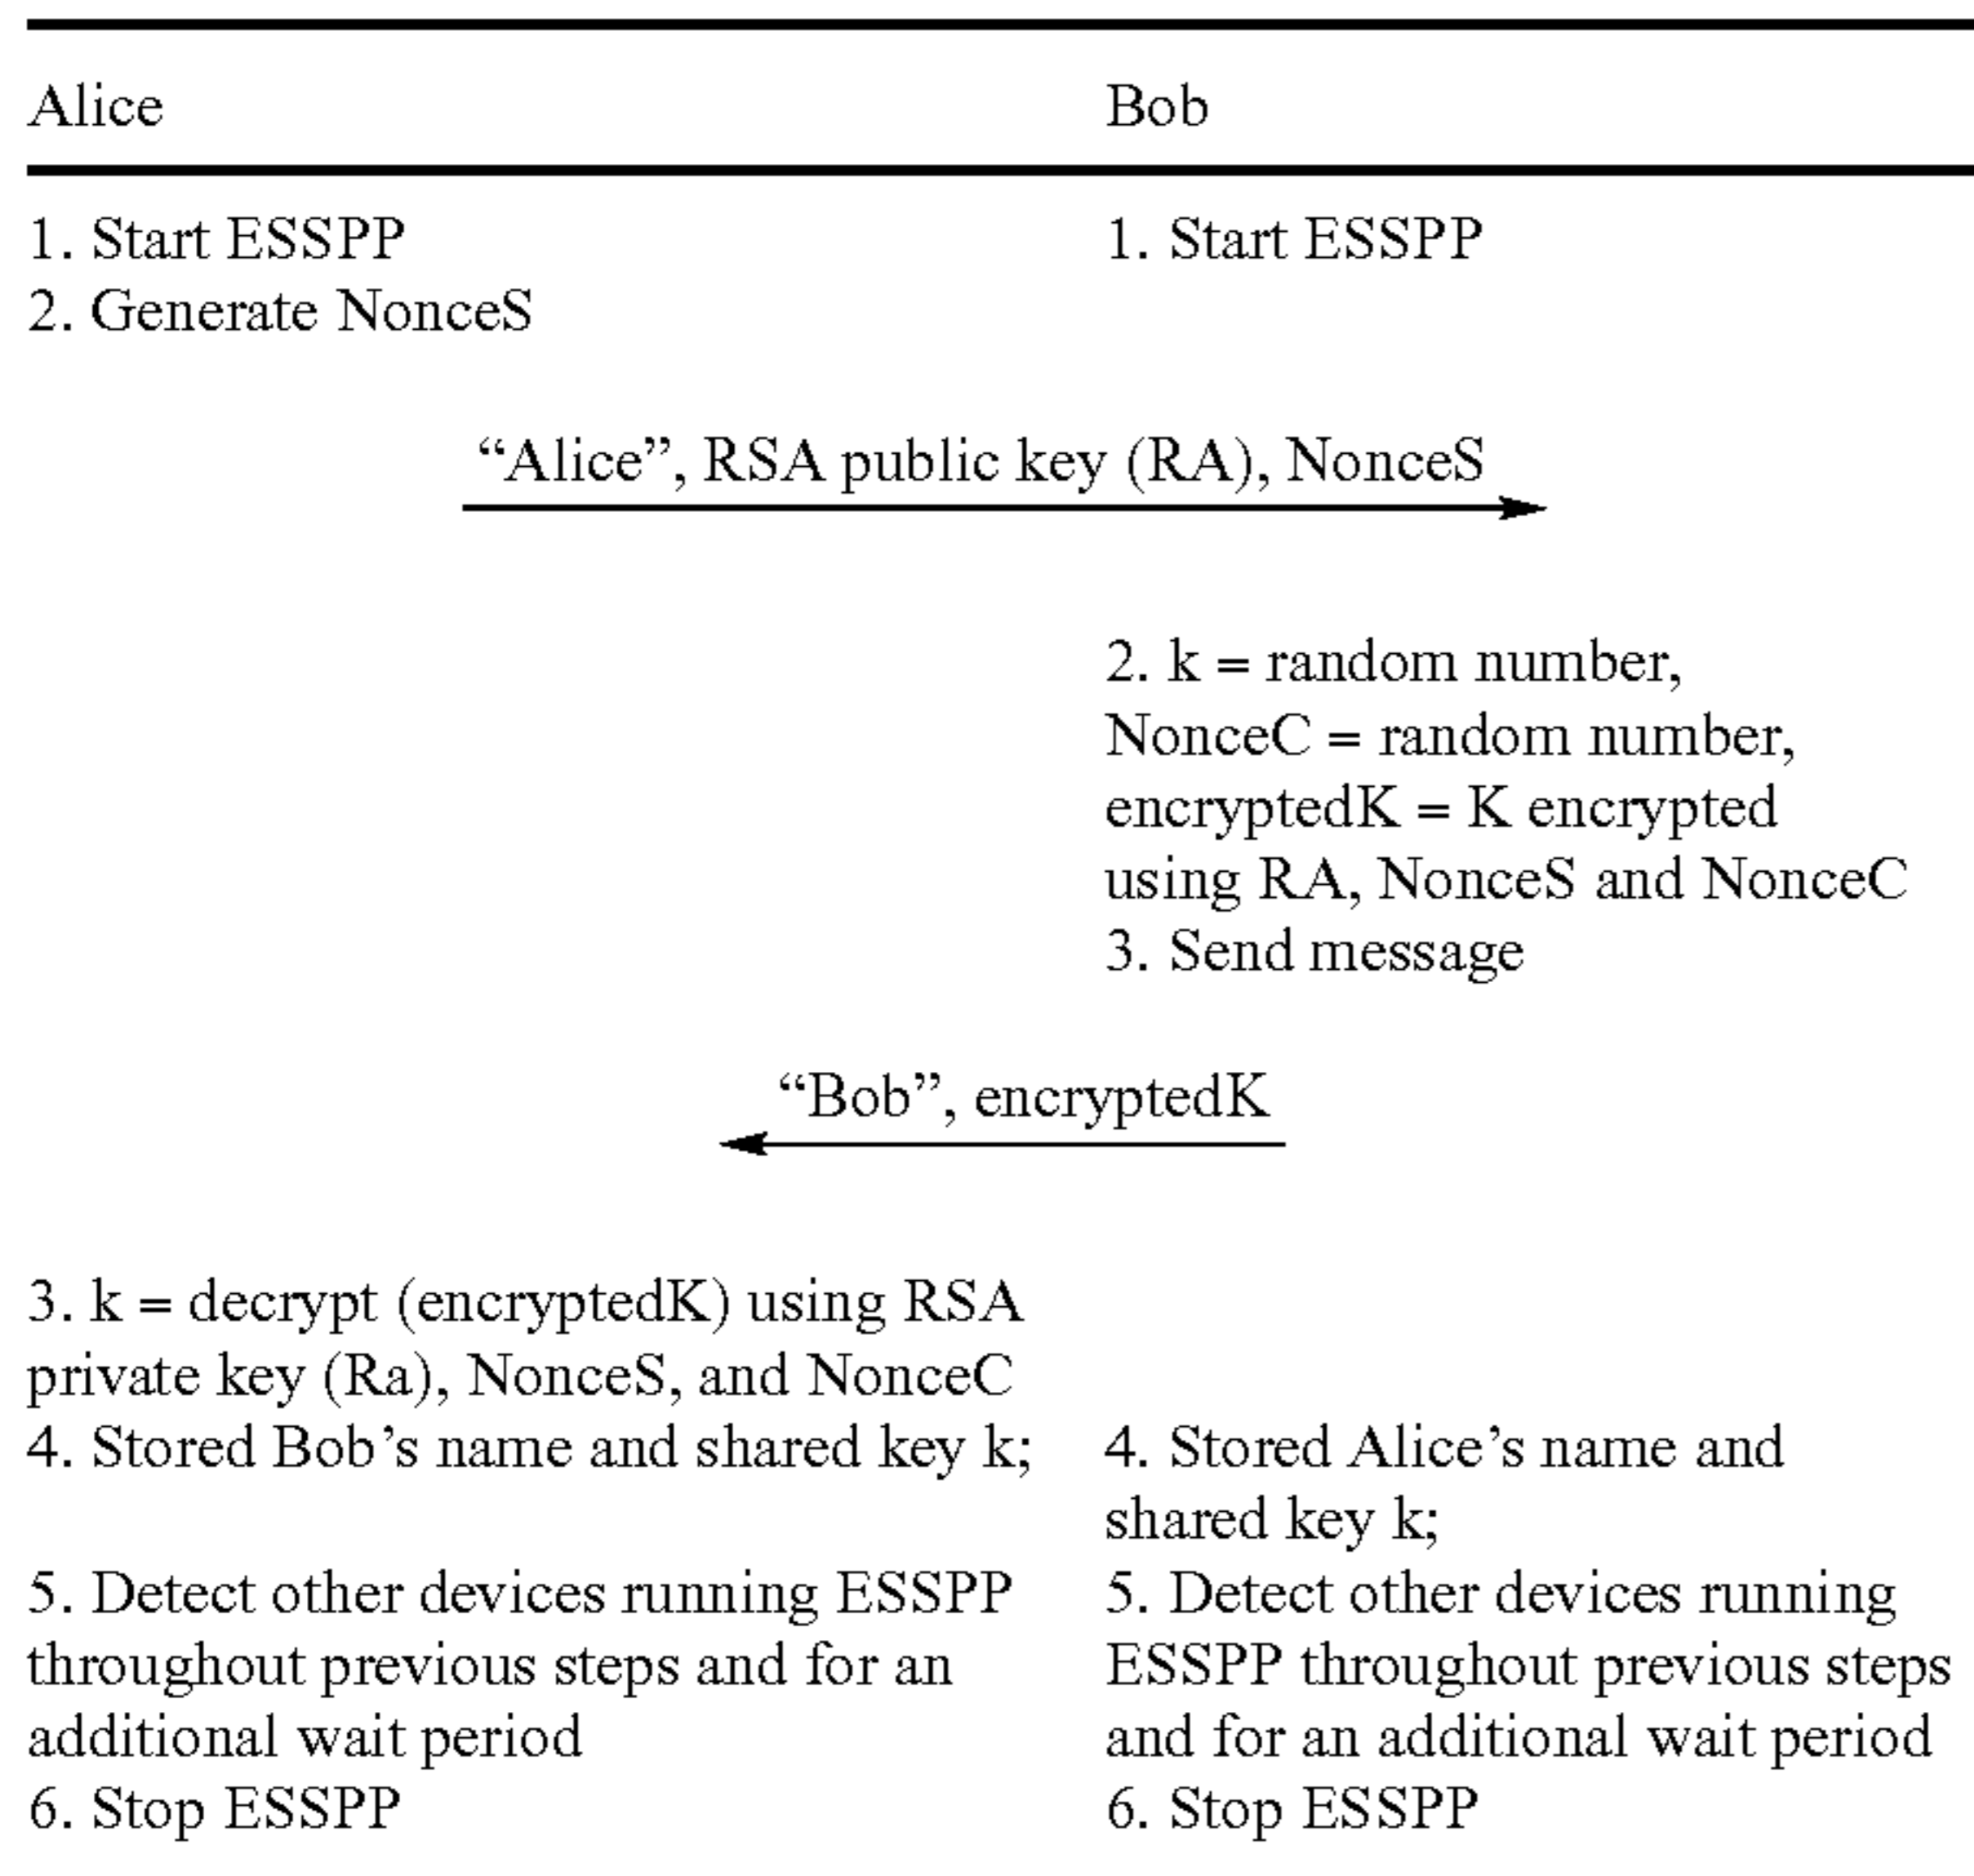 Alice Bob
1. Start ESSPP 1. Start ESSPP
2. Generate NonceS
“Alice”, RSA public key (RA), NonceS
2. k = random number,
NonceC = random number,
encryptedK = K encrypted
using RA, NonceS and NonceC
3. Send message
“Bob”, encryptedK
3. k = decrypt (encryptedK) using RSA
private key (Ra), NonceS, and NonceC
4. Stored Bob’s name and shared key k; 4. Stored Alice’s name and
shared key k;
5. Detect other devices running ESSPP 5. Detect other devices running
throughout previous steps and for an ESSPP throughout previous steps
additional wait period and for an additional wait period
6. Stop ESSPP 6. Stop ESSPP